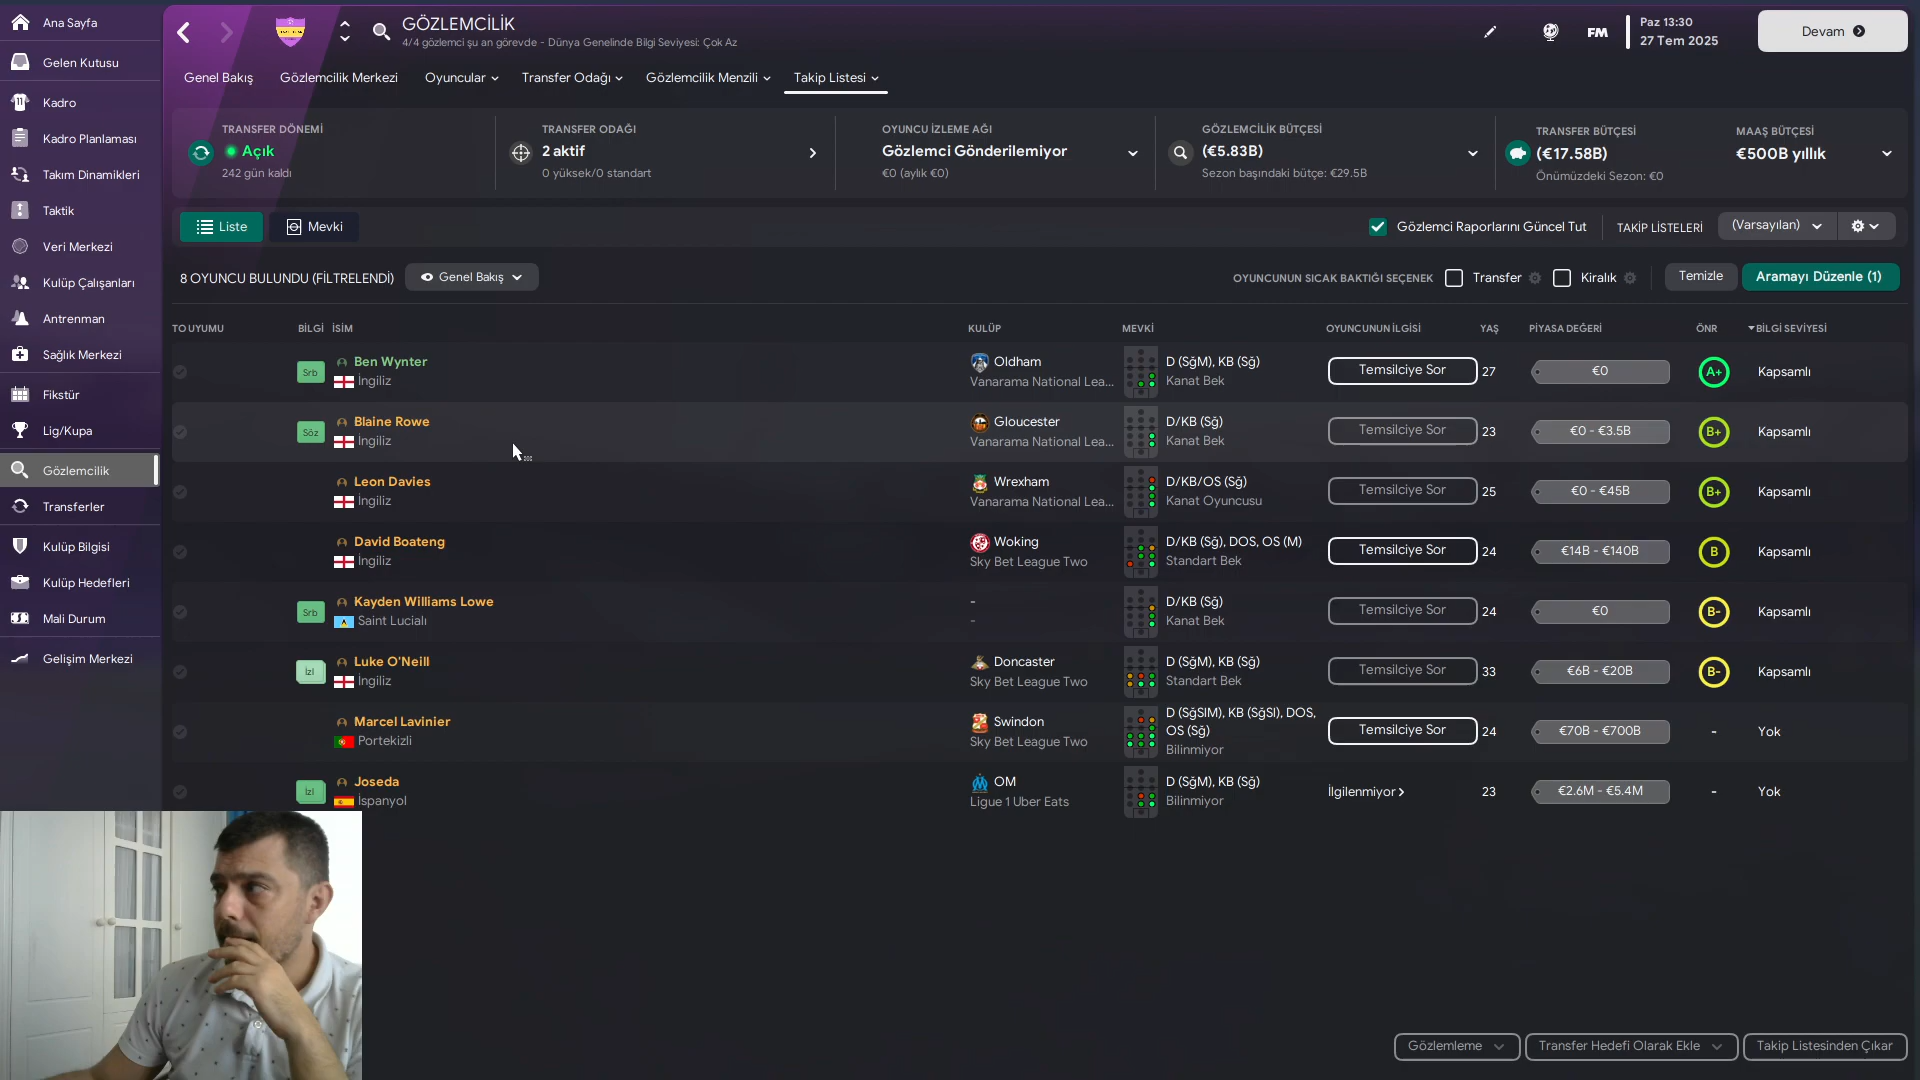 Ana Sayfa
Gelen Kutusu
Kadro
Kadro Planlaması
Takım Dinamikleri
Taktik
Veri Merkezi
Kulüp Çalışanları
Antrenman
Sağlık Merkezi
Fikstür
Lig/Kupa
Gözlemcilik
Transferler
Kulüp Bilgisi
Kulüp Hedefleri
Mali Durum
Gelişim Merkezi
GÖZLEMCİLİK
4/4 gözlemci şu an görevde - Dünya Genelinde Bilgi Seviyesi: Çok Az
FM
Paz 13:30
27 Tem 2025
Devam
Genel Bakış Gözlemcilik Merkezi Oyuncular Transfer Odağı Gözlemcilik Menzili Takip Listesi
TRANSFER DÖNEMİ
Açık
242 gün kaldı
TRANSFER ODAĞI
2 aktif
0 yüksek/0 standart
OYUNCU İZLEME AĞI
Gözlemci Gönderilemiyor
€0 (aylık €0)
GÖZLEMCİLİK BÜTÇESİ
(€5.83B)
Sezon başındaki bütçe: €29.5B
TRANSFER BÜTÇESİ
(€17.58B)
Önümüzdeki Sezon: €0
MAAŞ BÜTÇESİ
€500B yıllık
Liste Mevki Gözlemci Raporlarını Güncel Tut TAKİP LİSTELERİ (Varsayılan)
8 OYUNCU BULUNDU (FİLTRELENDİ) Genel Bakış OYUNCUNUN SICAK BAKTIĞI SEÇENEK Transfer Kiralık Temizle Aramayı Düzenle (1)
TO UYUMU BİLGİ İSİM KULÜP MEVKİ OYUNCUNUN İLGİSİ YAŞ PİYASA DEĞERİ ÖNR BİLGİ SEVİYESİ
Srb Ben Wynter Oldham D (SğM), KB (Sğ) Temsilciye Sor 27 €0 A+ Kapsamlı
İngiliz Vanarama National Lea... Kanat Bek
Söz Blaine Rowe Gloucester D/KB (Sğ) Temsilciye Sor 23 €0 - €3.5B B+ Kapsamlı
İngiliz Vanarama National Lea... Kanat Bek
Leon Davies Wrexham D/KB/OS (Sğ) Temsilciye Sor 25 €0 - €45B B+ Kapsamlı
İngiliz Vanarama National Lea... Kanat Oyuncusu
David Boateng Woking D/KB (Sğ), DOS, OS (M) Temsilciye Sor 24 €14B - €140B B Kapsamlı
İngiliz Sky Bet League Two Standart Bek
Srb Kayden Williams Lowe - D/KB (Sğ) Temsilciye Sor 24 €0 B- Kapsamlı
Saint Lucialı - Kanat Bek
İzl Luke O'Neill Doncaster D (SğM), KB (Sğ) Temsilciye Sor 33 €6B - €20B B- Kapsamlı
İngiliz Sky Bet League Two Standart Bek
Marcel Lavinier Swindon D (SğSlM), KB (SğSl), DOS, OS (Sğ) Temsilciye Sor 24 €70B - €700B - Yok
Portekizli Sky Bet League Two Bilinmiyor
İzl Joseda OM D (SğM), KB (Sğ) İlgilenmiyor 23 €2.6M - €5.4M - Yok
İspanyol Ligue 1 Uber Eats Bilinmiyor
Gözlemleme Transfer Hedefi Olarak Ekle Takip Listesinden Çıkar